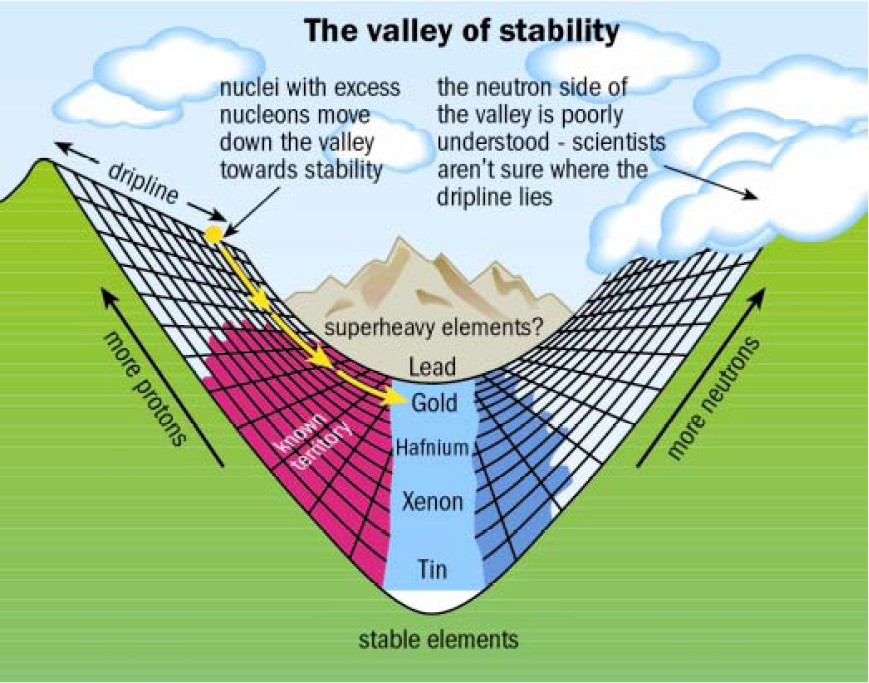 The valley of stability
nuclei with excess
nucleons move
down the valley
towards stability
the neutron side of
the valley is poorly
understood - scientists
aren't sure where the
dripline lies
dripline
superheavy elements?
Lead
Gold
Hafnium
Xenon
Tin
more protons
known
territory
more neutrons
stable elements